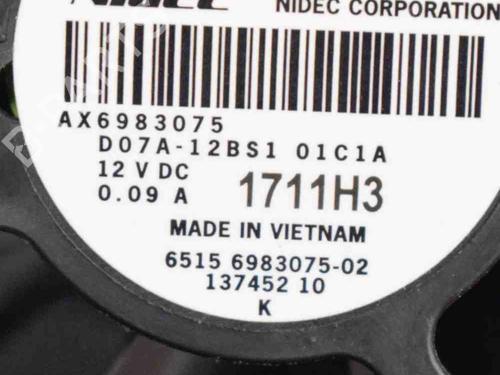 NIDEC CORPORATION
AX6983075
D07A-12BS1 01C1A
12 V DC
0.09 A
1711H3
MADE IN VIETNAM
6515 6983075-02
137452 10
K